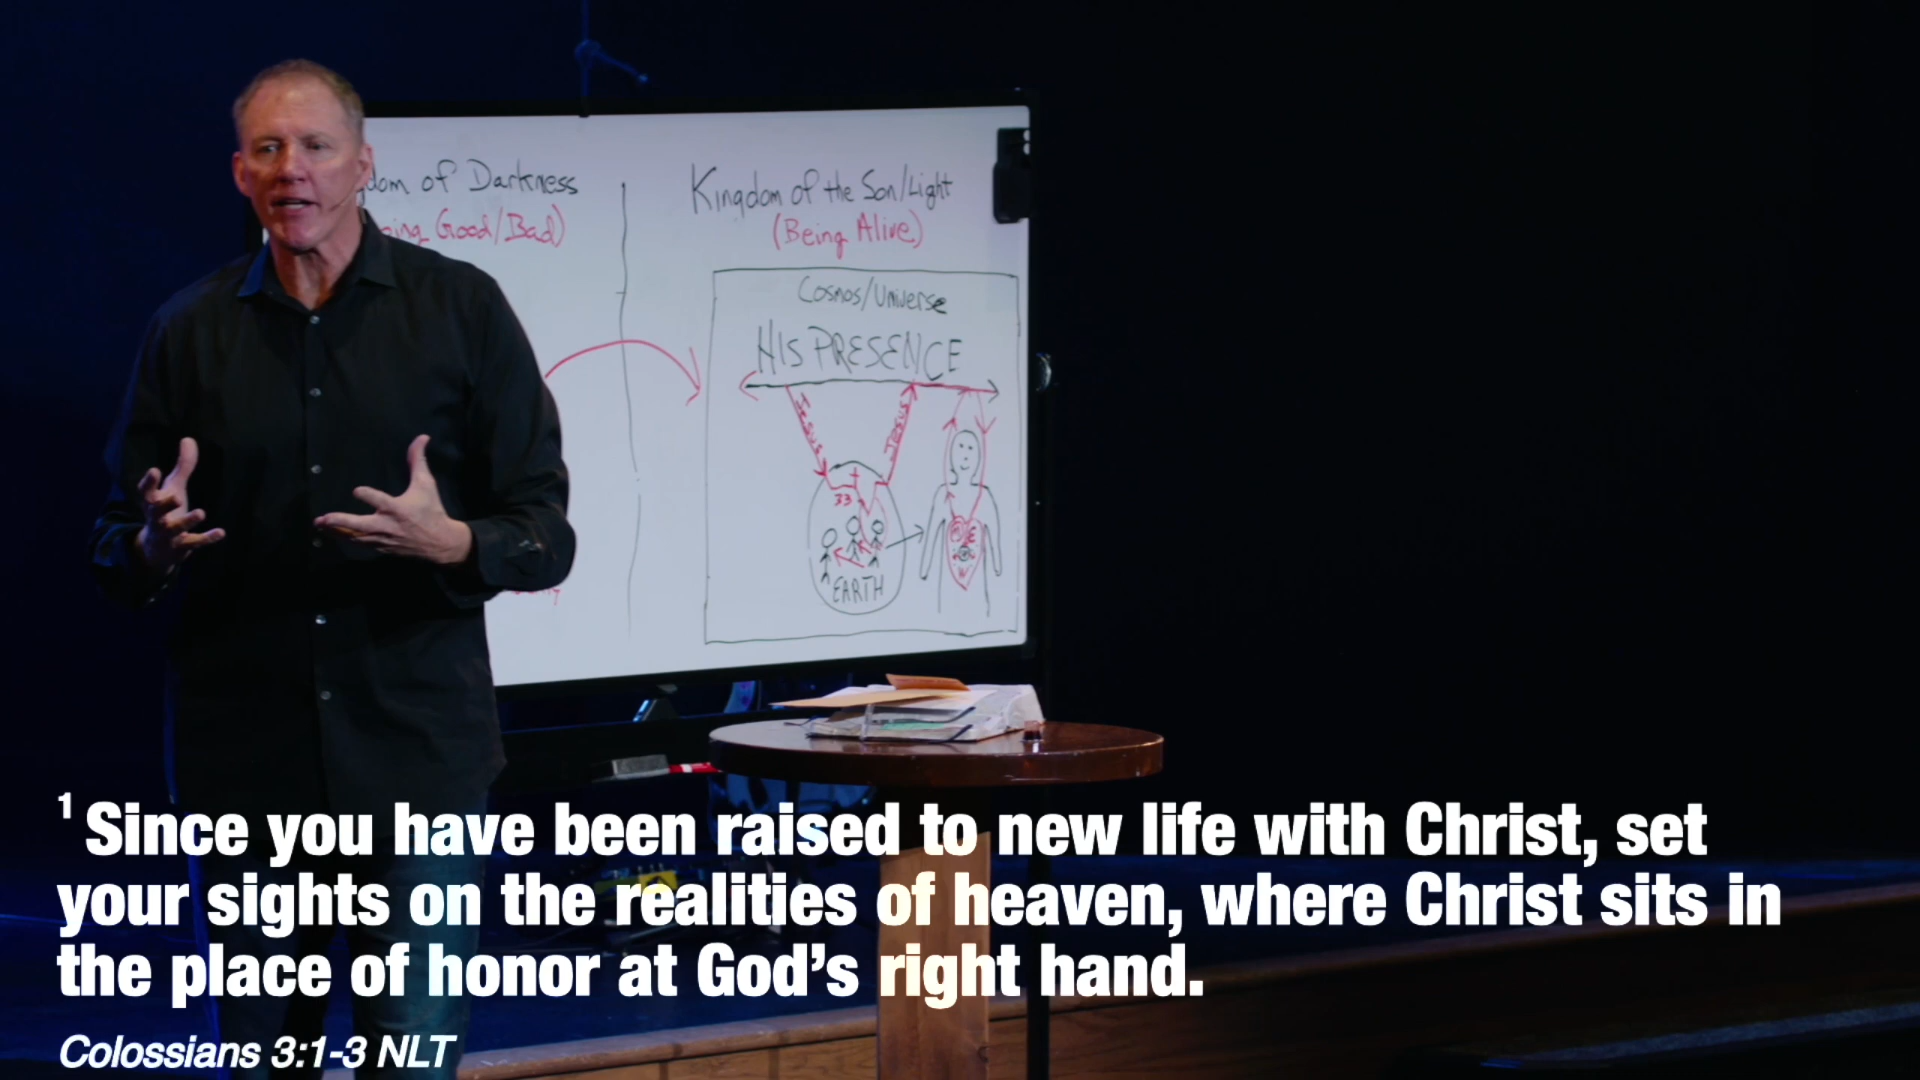 of Darkness
Good/Bad)
Kingdom of the Son/Light
(Being Alive)
Cosmos/Universe
HIS PRESENCE
Jesus
Jesus
33
EARTH
1 Since you have been raised to new life with Christ, set
your sights on the realities of heaven, where Christ sits in
the place of honor at God’s right hand.
Colossians 3:1-3 NLT